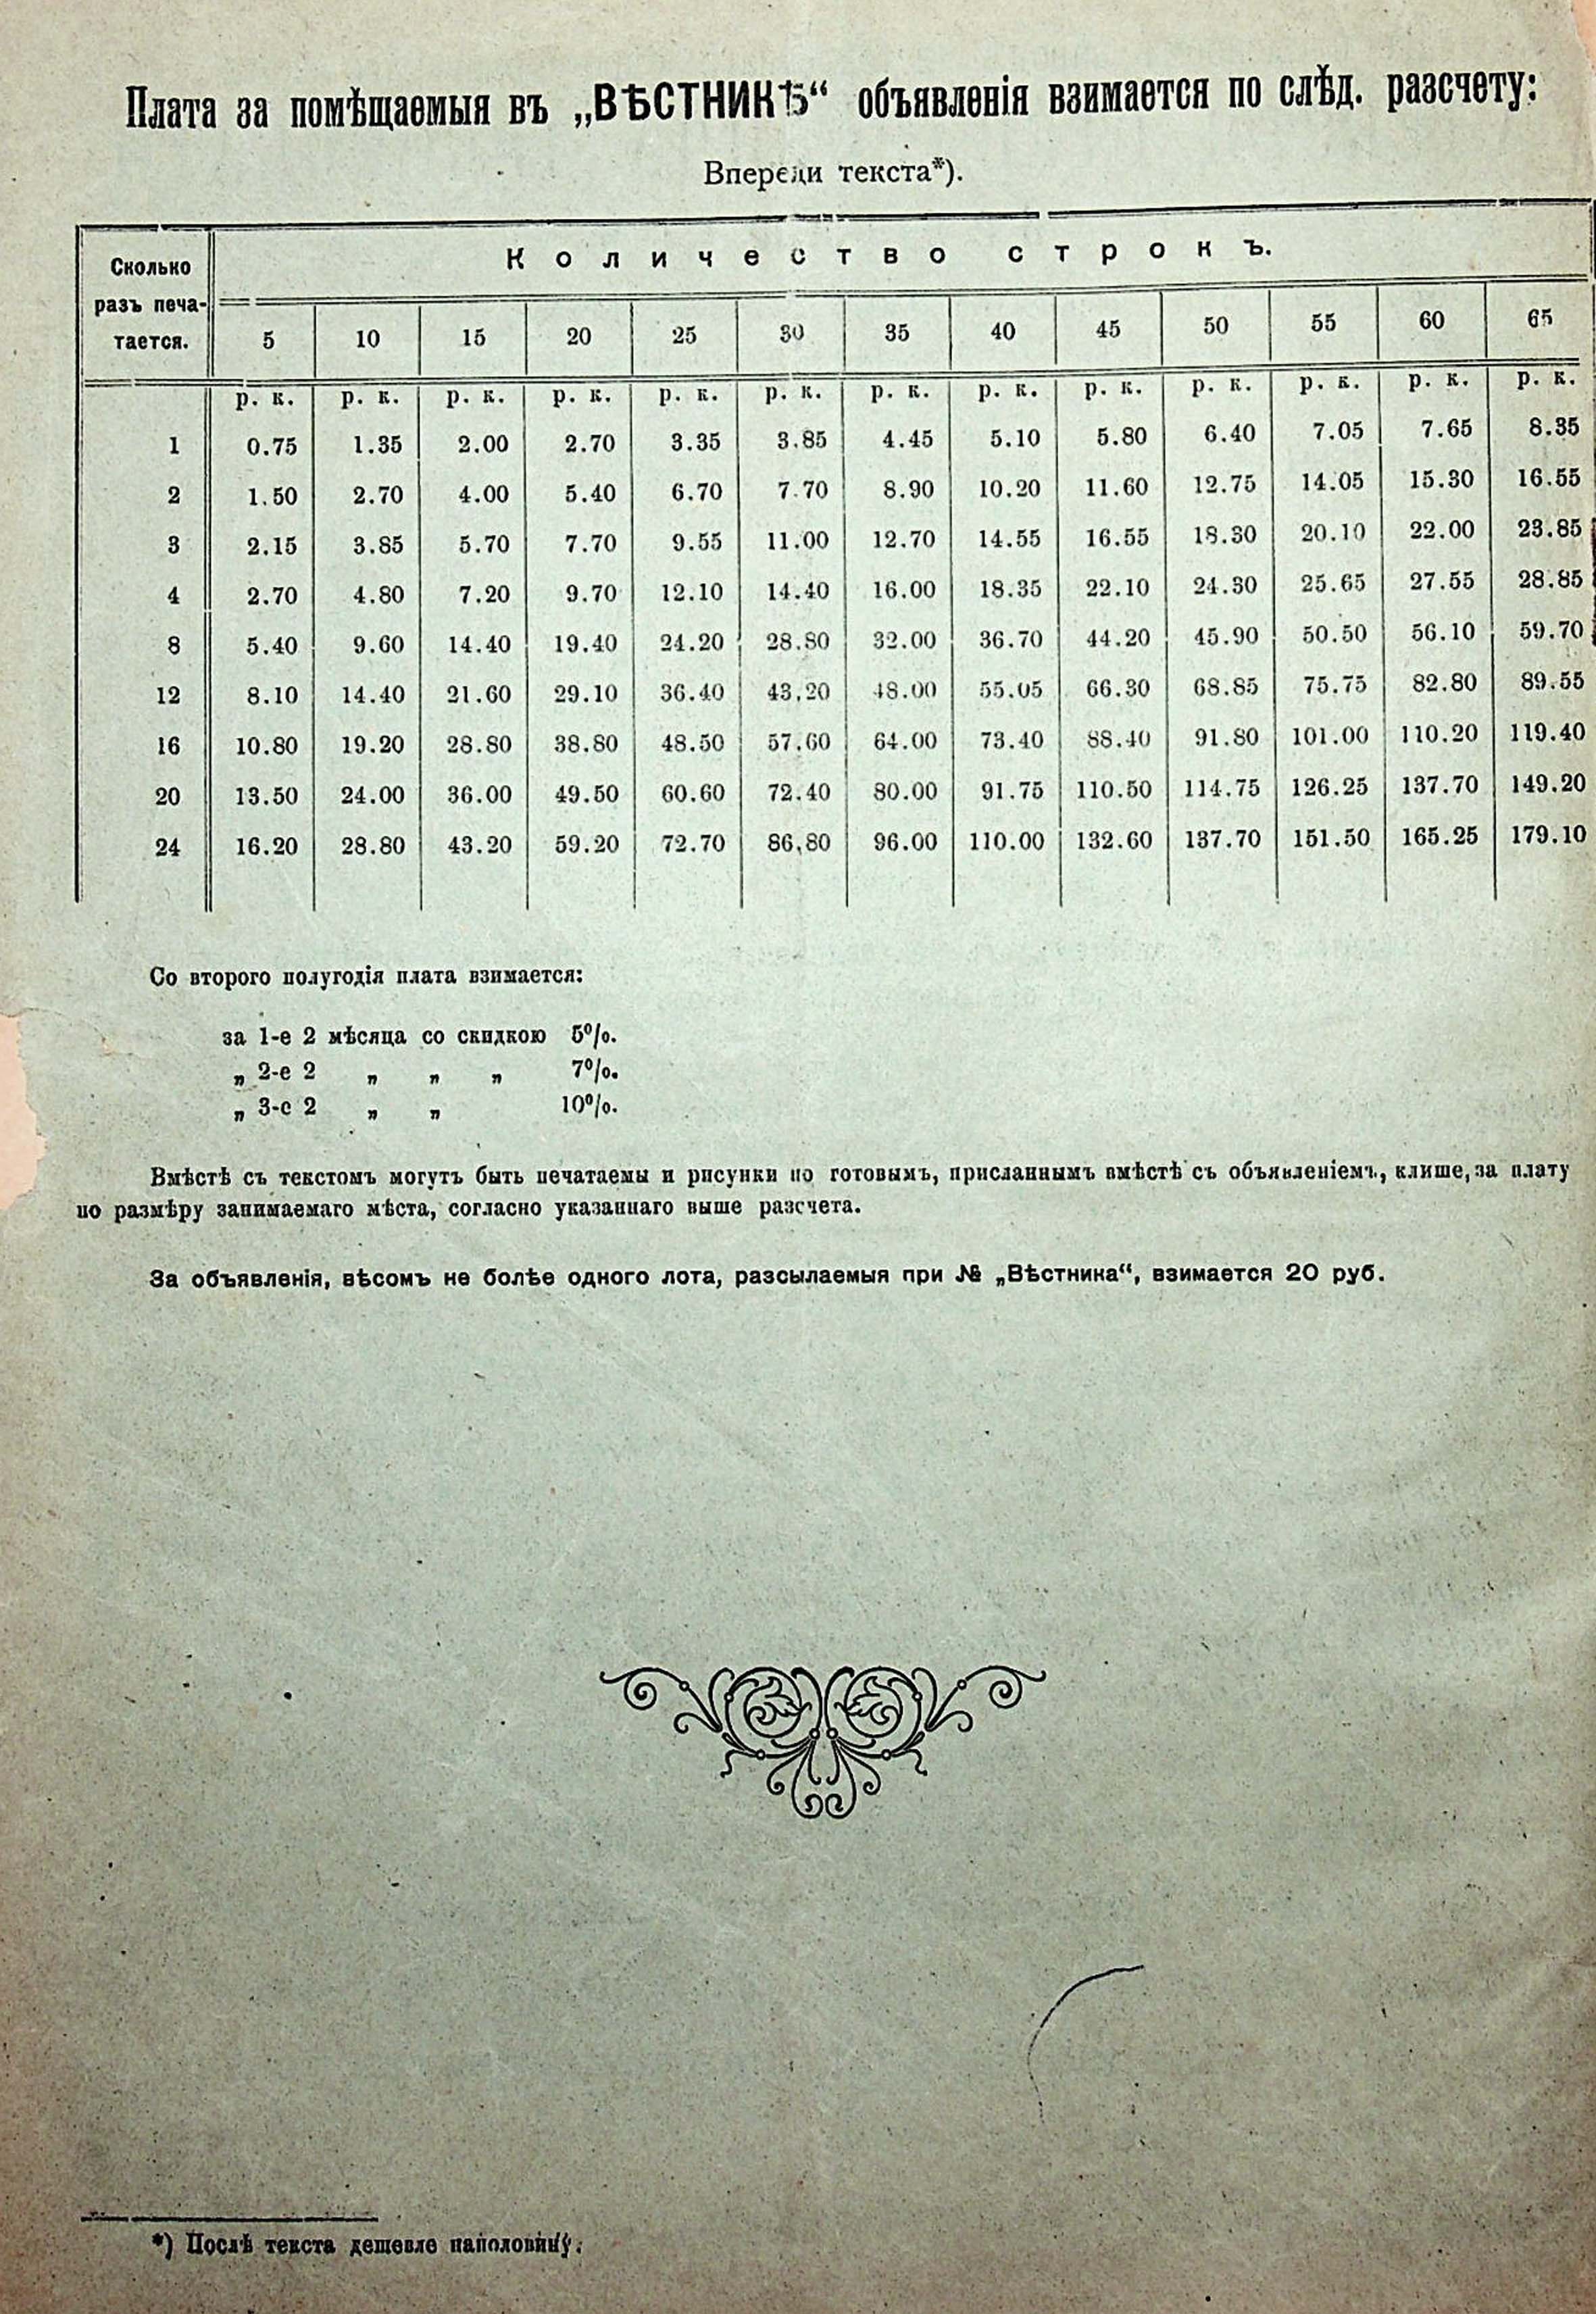 Плата за помѣщаемыя въ „ВѢСТНИКѢ“ объявленія взимается по слѣд. разсчету:
Впереди текста*).
Сколько разъ печа- тается.
Количество строкъ.
5 10 15 20 25 30 35 40 45 50 55 60 65
р. к. р. к. р. к. р. к. р. к. р. к. р. к. р. к. р. к. р. к. р. к. р. к. р. к.
1 0.75 1.35 2.00 2.70 3.35 3.85 4.45 5.10 5.80 6.40 7.05 7.65 8.35
2 1.50 2.70 4.00 5.40 6.70 7.70 8.90 10.20 11.60 12.75 14.05 15.30 16.55
3 2.15 3.85 5.70 7.70 9.55 11.00 12.70 14.55 16.55 18.30 20.10 22.00 23.85
4 2.70 4.80 7.20 9.70 12.10 14.40 16.00 18.35 22.10 24.30 25.65 27.55 28.85
8 5.40 9.60 14.40 19.40 24.20 28.80 32.00 36.70 44.20 45.90 50.50 56.10 59.70
12 8.10 14.40 21.60 29.10 36.40 43.20 48.00 55.05 66.30 68.85 75.75 82.80 89.55
16 10.80 19.20 28.80 38.80 48.50 57.60 64.00 73.40 88.40 91.80 101.00 110.20 119.40
20 13.50 24.00 36.00 49.50 60.60 72.40 80.00 91.75 110.50 114.75 126.25 137.70 149.20
24 16.20 28.80 43.20 59.20 72.70 86.80 96.00 110.00 132.60 137.70 151.50 165.25 179.10
Со второго полугодія плата взимается:
за 1-е 2 мѣсяца со скидкою 5%.
„ 2-е 2 „ „ „ 7%.
„ 3-е 2 „ „ 10%.
Вмѣстѣ съ текстомъ могутъ быть печатаемы и рисунки по готовымъ, присланнымъ вмѣстѣ съ объявленіемъ, клише, за плату
по размѣру занимаемаго мѣста, согласно указаннаго выше разсчета.
За объявленія, вѣсомъ не болѣе одного лота, разсылаемыя при № „Вѣстника“, взимается 20 руб.
*) Послѣ текста дешевле наполовину.